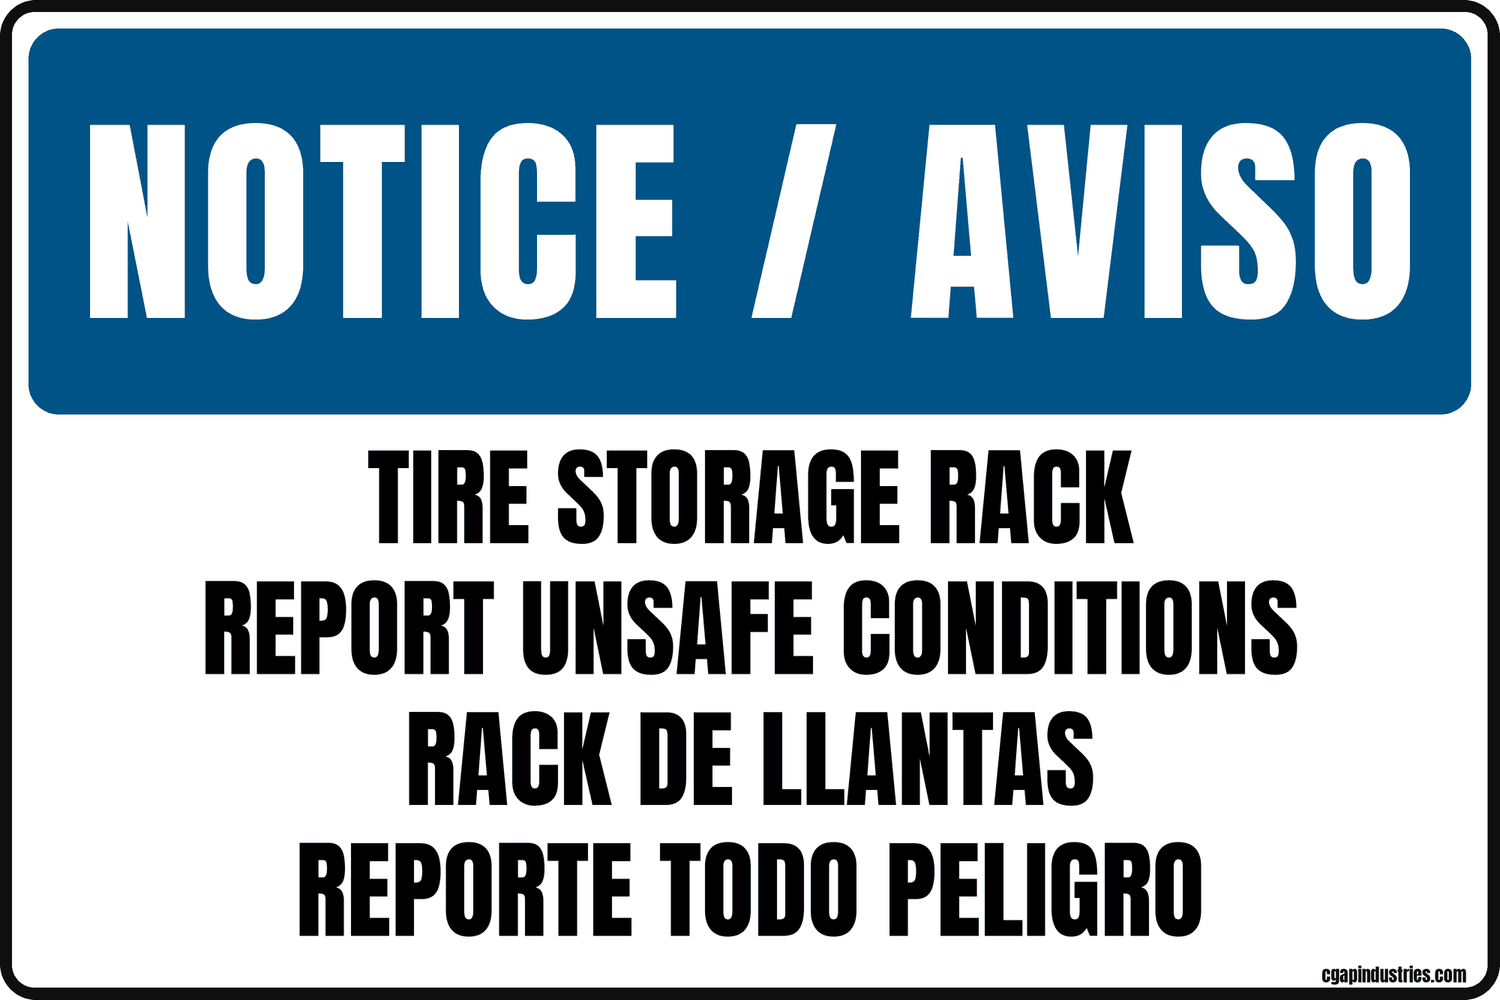 NOTICE / AVISO
TIRE STORAGE RACK
REPORT UNSAFE CONDITIONS
RACK DE LLANTAS
REPORTE TODO PELIGRO
cgapindustries.com